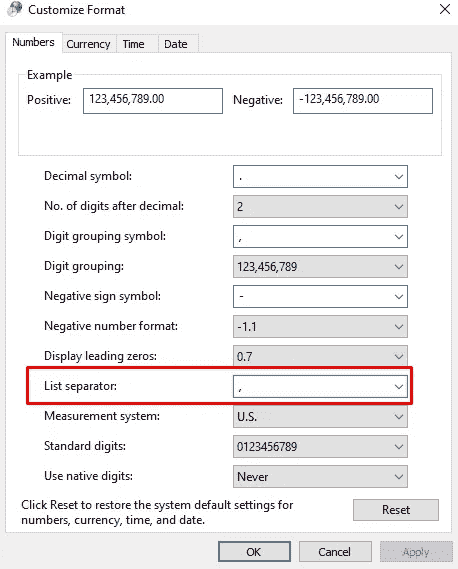 Customize Format
Numbers Currency Time Date
Example
Positive: 123,456,789.00 Negative: -123,456,789.00
Decimal symbol: .
No. of digits after decimal: 2
Digit grouping symbol: ,
Digit grouping: 123,456,789
Negative sign symbol: -
Negative number format: -1.1
Display leading zeros: 0.7
List separator: ,
Measurement system: U.S.
Standard digits: 0123456789
Use native digits: Never
Click Reset to restore the system default settings for
numbers, currency, time, and date.
Reset
OK Cancel Apply